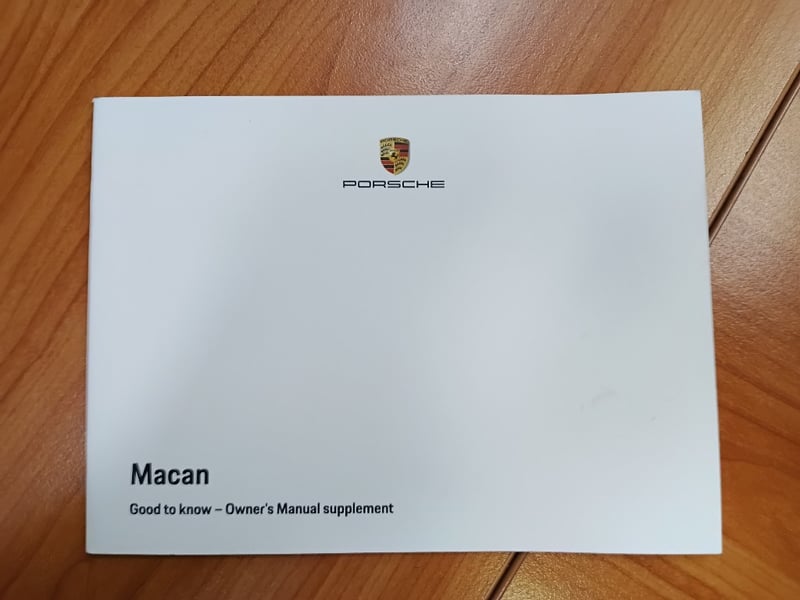 PORSCHE
Macan
Good to know – Owner's Manual supplement